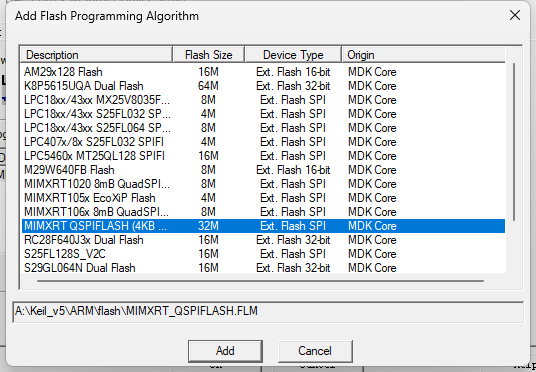 Add Flash Programming Algorithm
Description Flash Size Device Type Origin
AM29x128 Flash 16M Ext. Flash 16-bit MDK Core
K8P5615UQA Dual Flash 64M Ext. Flash 32-bit MDK Core
LPC18xx/43xx MX25V8035F... 8M Ext. Flash SPI MDK Core
LPC18xx/43xx S25FL032 SP... 4M Ext. Flash SPI MDK Core
LPC18xx/43xx S25FL064 SP... 8M Ext. Flash SPI MDK Core
LPC407x/8x S25FL032 SPIFI 4M Ext. Flash SPI MDK Core
LPC5460x MT25QL128 SPIFI 16M Ext. Flash SPI MDK Core
M29W640FB Flash 8M Ext. Flash 16-bit MDK Core
MIMXRT1020 8mB QuadSPI... 8M Ext. Flash SPI MDK Core
MIMXRT105x EcoXiP Flash 4M Ext. Flash SPI MDK Core
MIMXRT106x 8mB QuadSPI... 8M Ext. Flash SPI MDK Core
MIMXRT QSPIFLASH (4KB ... 32M Ext. Flash SPI MDK Core
RC28F640J3x Dual Flash 16M Ext. Flash 32-bit MDK Core
S25FL128S_V2C 16M Ext. Flash SPI MDK Core
S29GL064N Dual Flash 16M Ext. Flash 32-bit MDK Core
A:\Keil_v5\ARM\flash\MIMXRT_QSPIFLASH.FLM
Add Cancel